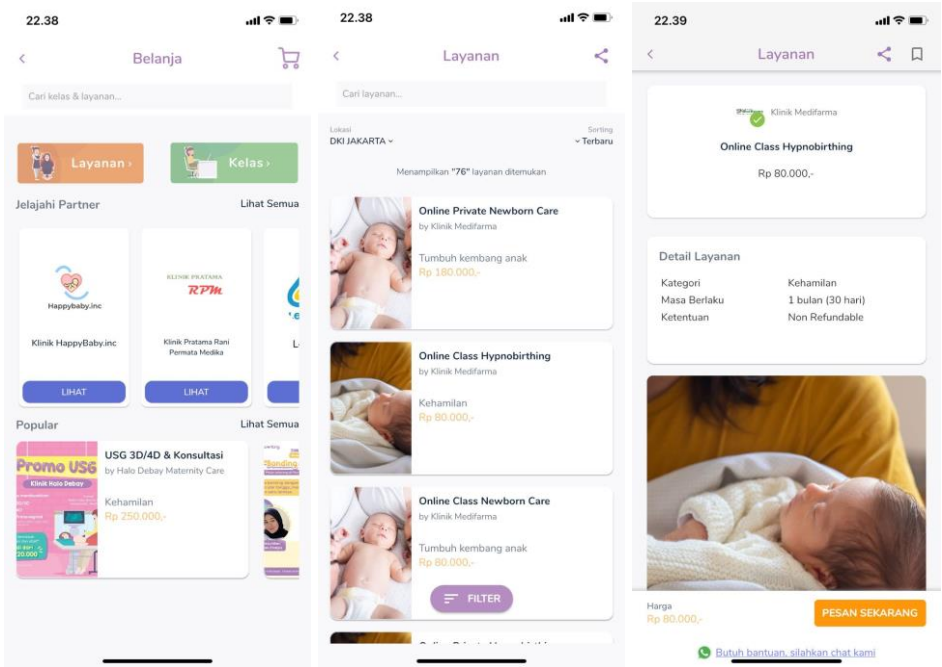 22.38
Belanja
Cari kelas & layanan...
Layanan ›
Kelas ›
Jelajahi Partner
Lihat Semua
Happybaby.inc
Klinik HappyBaby.inc
LIHAT
KLINIK PRATAMA
RPM
Klinik Pratama Rani
Permata Medika
LIHAT
Popular
Lihat Semua
Promo USG
Klinik Halo Debay
USG 3D/4D & Konsultasi
by Halo Debay Maternity Care
Kehamilan
Rp 250.000,-
22.38
Layanan
Cari layanan...
Lokasi
DKI JAKARTA
Sorting
Terbaru
Menampilkan "76" layanan ditemukan
Online Private Newborn Care
by Klinik Medifarma
Tumbuh kembang anak
Rp 180.000,-
Online Class Hypnobirthing
by Klinik Medifarma
Kehamilan
Rp 80.000,-
Online Class Newborn Care
by Klinik Medifarma
Tumbuh kembang anak
Rp 80.000,-
FILTER
22.39
Layanan
Klinik Medifarma
Online Class Hypnobirthing
Rp 80.000,-
Detail Layanan
Kategori Kehamilan
Masa Berlaku 1 bulan (30 hari)
Ketentuan Non Refundable
Harga
Rp 80.000,-
PESAN SEKARANG
Butuh bantuan, silahkan chat kami